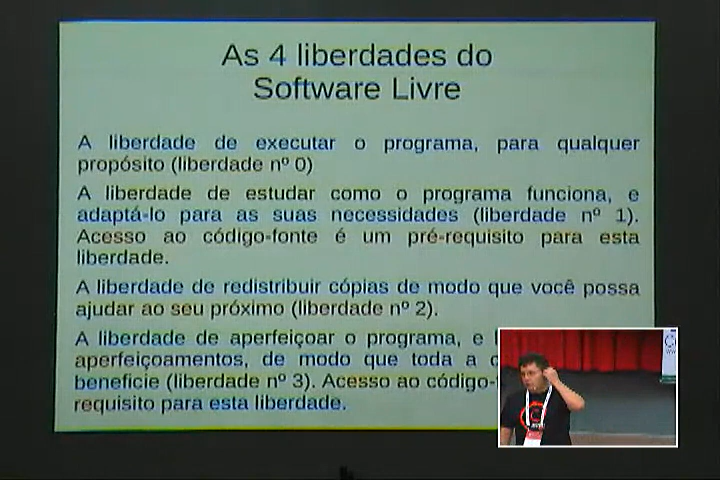 As 4 liberdades do
Software Livre
A liberdade de executar o programa, para qualquer
propósito (liberdade nº 0)
A liberdade de estudar como o programa funciona, e
adaptá-lo para as suas necessidades (liberdade nº 1).
Acesso ao código-fonte é um pré-requisito para esta
liberdade.
A liberdade de redistribuir cópias de modo que você possa
ajudar ao seu próximo (liberdade nº 2).
A liberdade de aperfeiçoar o programa, e
aperfeiçoamentos, de modo que toda a
beneficie (liberdade nº 3). Acesso ao código-
requisito para esta liberdade.